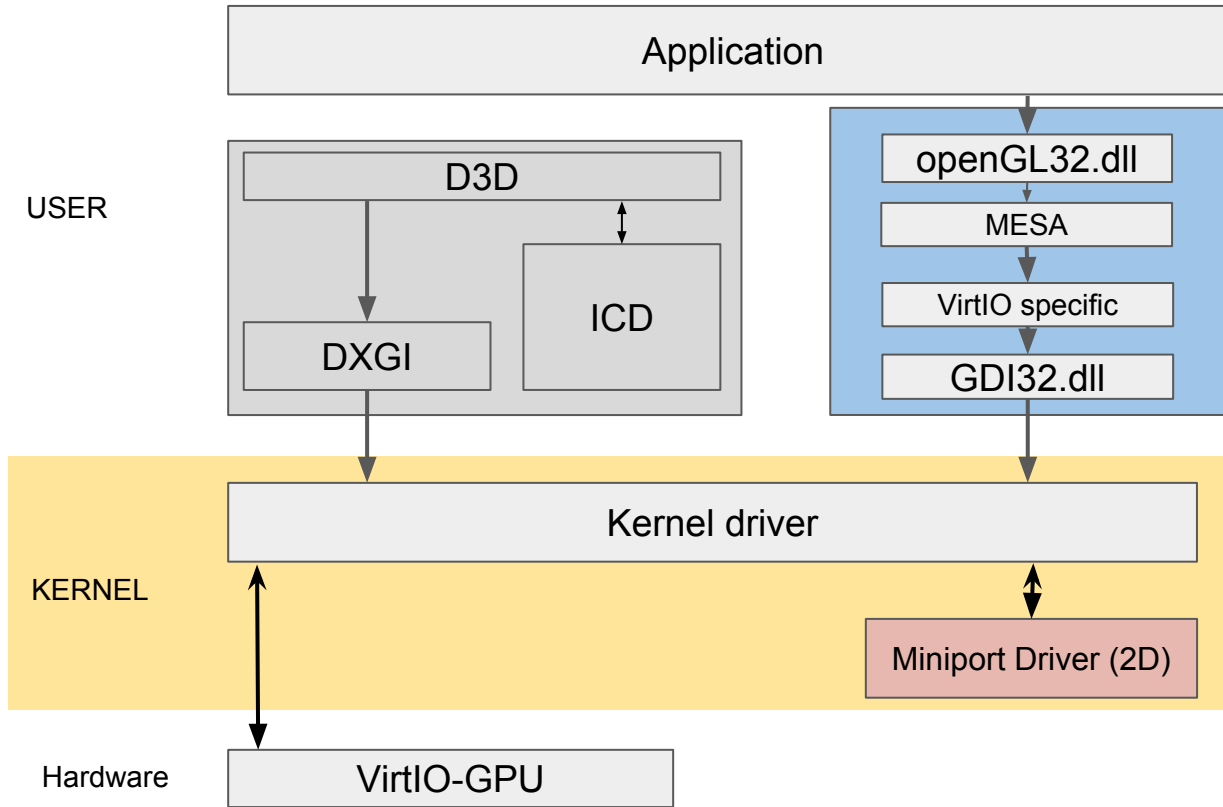 Application
USER
D3D
ICD
DXGI
openGL32.dll
MESA
VirtIO specific
GDI32.dll
KERNEL
Kernel driver
Miniport Driver (2D)
Hardware
VirtIO-GPU